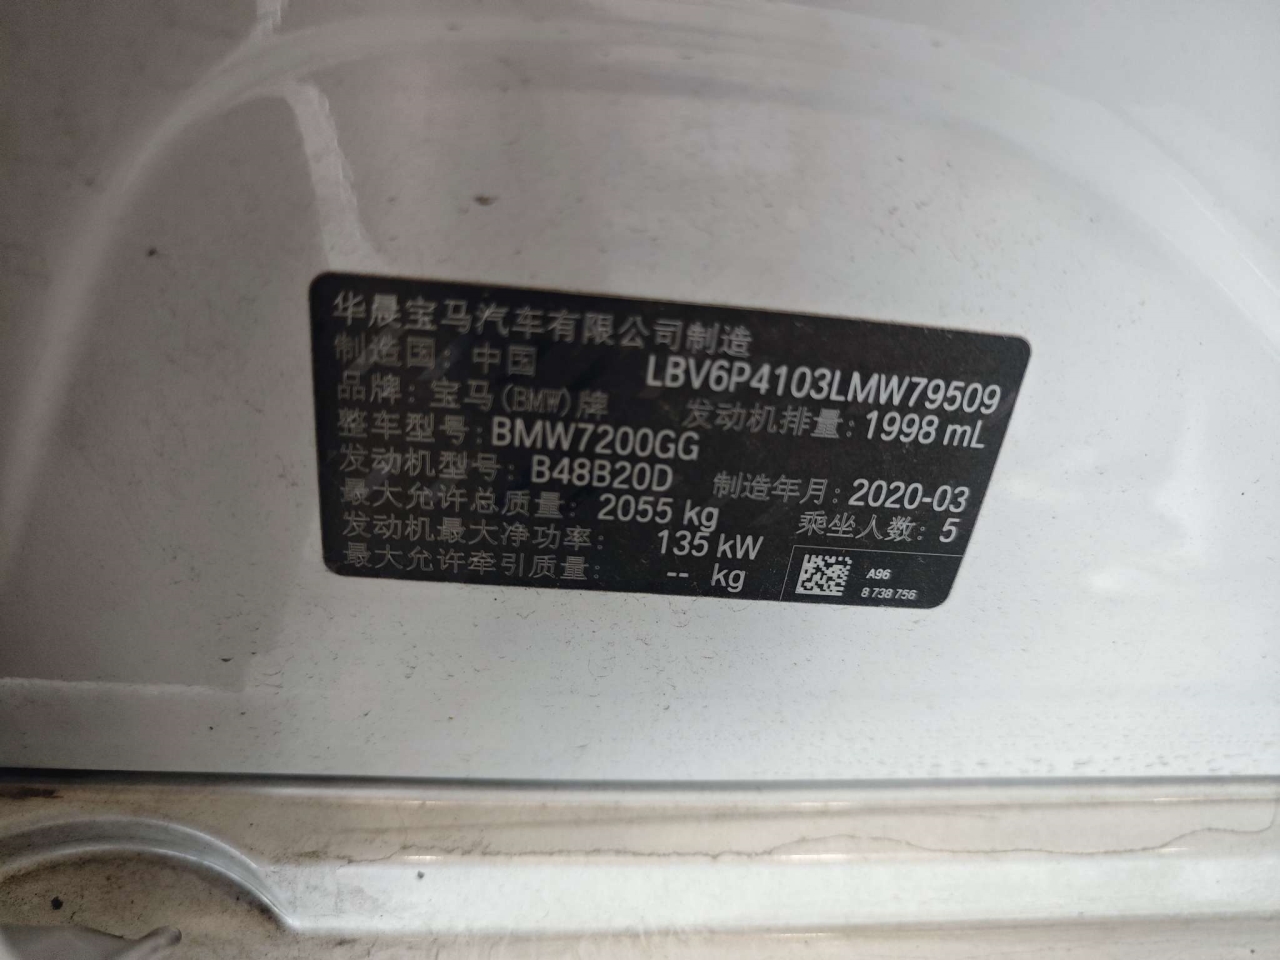 华晨宝马汽车有限公司制造
制造国：中国 LBV6P4103LMW79509
品牌：宝马(BMW)牌 发动机排量：1998 mL
整车型号：BMW7200GG
发动机型号：B48B20D 制造年月：2020-03
最大允许总质量：2055 kg 乘坐人数：5
发动机最大净功率：135 kW
最大允许牵引质量：-- kg
A96
8 738 756